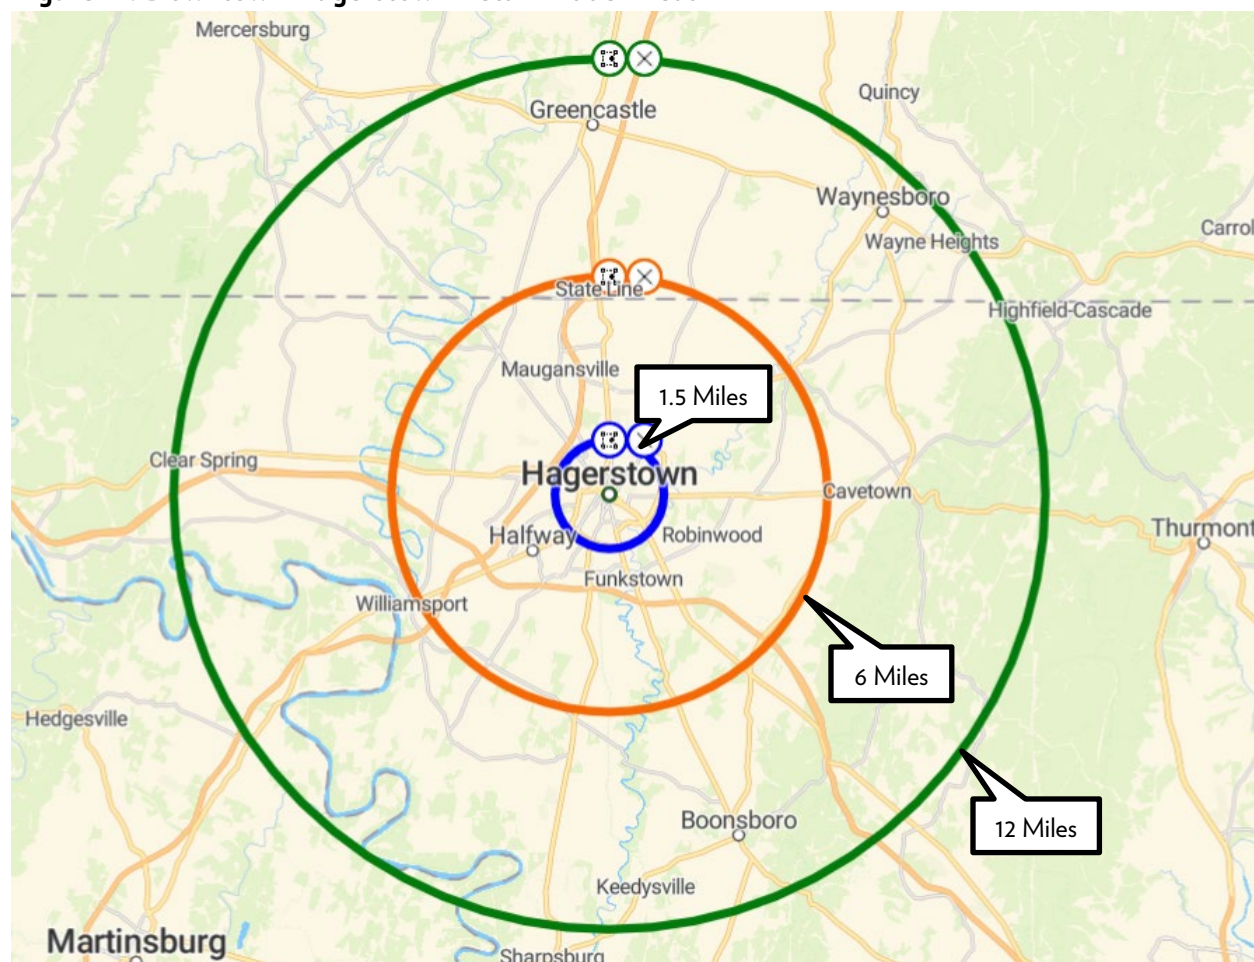 Mercersburg
Quincy
Greencastle
Waynesboro
Carrol
Wayne Heights
State Line
Highfield-Cascade
Maugansville
1.5 Miles
Clear Spring
Hagerstown
Cavetown
Thurmont
Halfway
Robinwood
Funkstown
Williamsport
6 Miles
Hedgesville
Boonsboro
12 Miles
Keedysville
Martinsburg
Sharpsburg